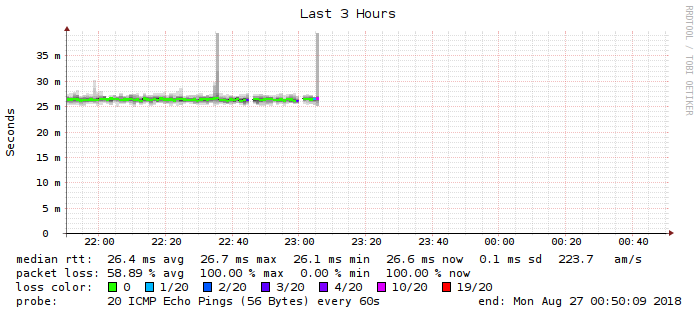 Last 3 Hours
RRDTOOL / TOBI OETIKER
Seconds
35 m
30 m
25 m
20 m
15 m
10 m
5 m
0
22:00 22:20 22:40 23:00 23:20 23:40 00:00 00:20 00:40
median rtt: 26.4 ms avg 26.7 ms max 26.1 ms min 26.6 ms now 0.1 ms sd 223.7 am/s
packet loss: 58.89 % avg 100.00 % max 0.00 % min 100.00 % now
loss color: 0 1/20 2/20 3/20 4/20 10/20 19/20
probe: 20 ICMP Echo Pings (56 Bytes) every 60s end: Mon Aug 27 00:50:09 2018